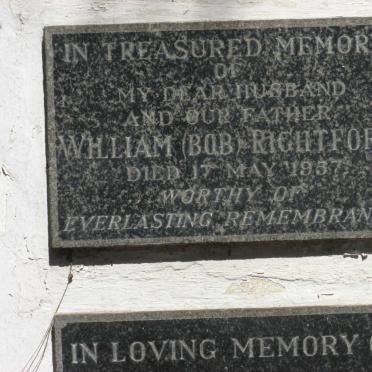 IN TREASURED MEMOR
OF
MY DEAR HUSBAND
AND OUR FATHER
WILLIAM (BOB) RIGHTFOR
DIED 17 MAY 1957.
WORTHY OF
EVERLASTING REMEMBRAN
IN LOVING MEMORY